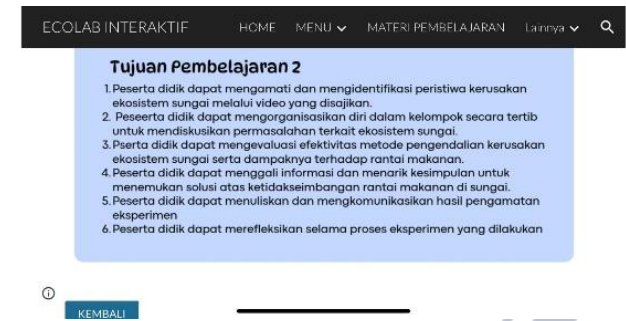 ECOLAB INTERAKTIF HOME MENU MATERI PEMBELAJARAN Lainnya
Tujuan Pembelajaran 2
1. Peserta didik dapat mengamati dan mengidentifikasi peristiwa kerusakan
ekosistem sungai melalui video yang disajikan.
2. Peseerta didik dapat mengorganisasikan diri dalam kelompok secara tertib
untuk mendiskusikan permasalahan terkait ekosistem sungai.
3. Pserta didik dapat mengevaluasi efektivitas metode pengendalian kerusakan
ekosistem sungai serta dampaknya terhadap rantai makanan.
4. Peserta didik dapat menggali informasi dan menarik kesimpulan untuk
menemukan solusi atas ketidakseimbangan rantai makanan di sungai.
5. Peserta didik dapat menuliskan dan mengkomunikasikan hasil pengamatan
eksperimen
6. Peserta didik dapat merefleksikan selama proses eksperimen yang dilakukan
KEMBALI